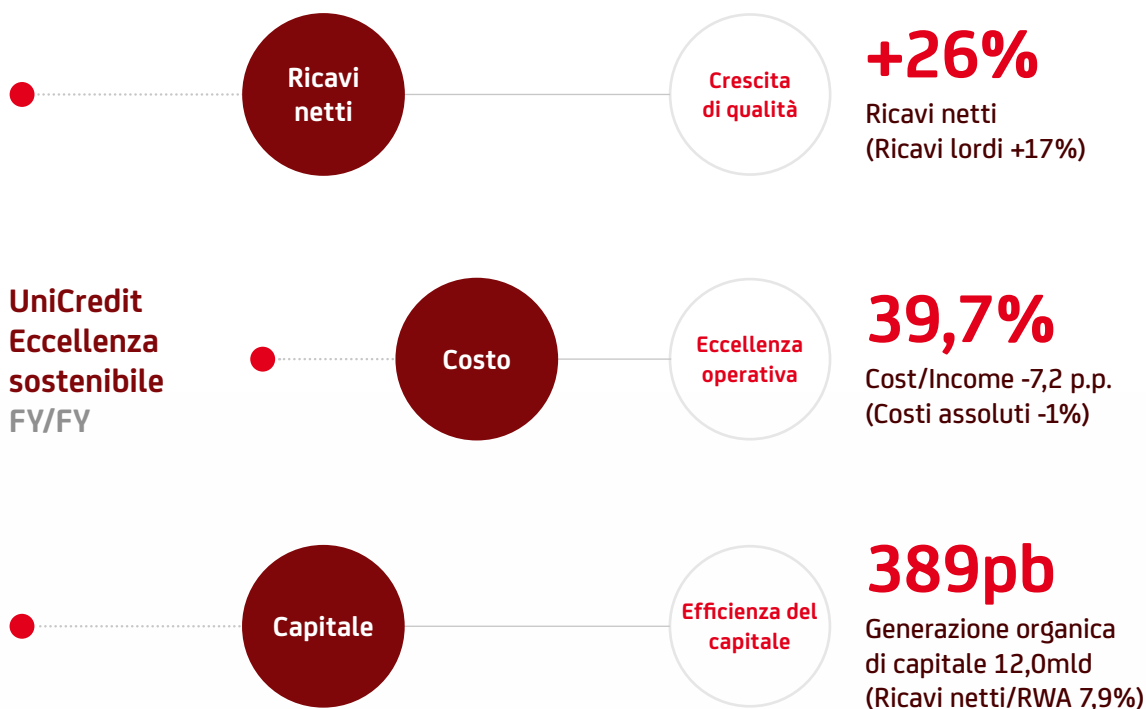 Ricavi
netti
Crescita
di qualità
+26%
Ricavi netti
(Ricavi lordi +17%)
UniCredit
Eccellenza
sostenibile
FY/FY
Costo
Eccellenza
operativa
39,7%
Cost/Income -7,2 p.p.
(Costi assoluti -1%)
Capitale
Efficienza del
capitale
389pb
Generazione organica
di capitale 12,0mld
(Ricavi netti/RWA 7,9%)